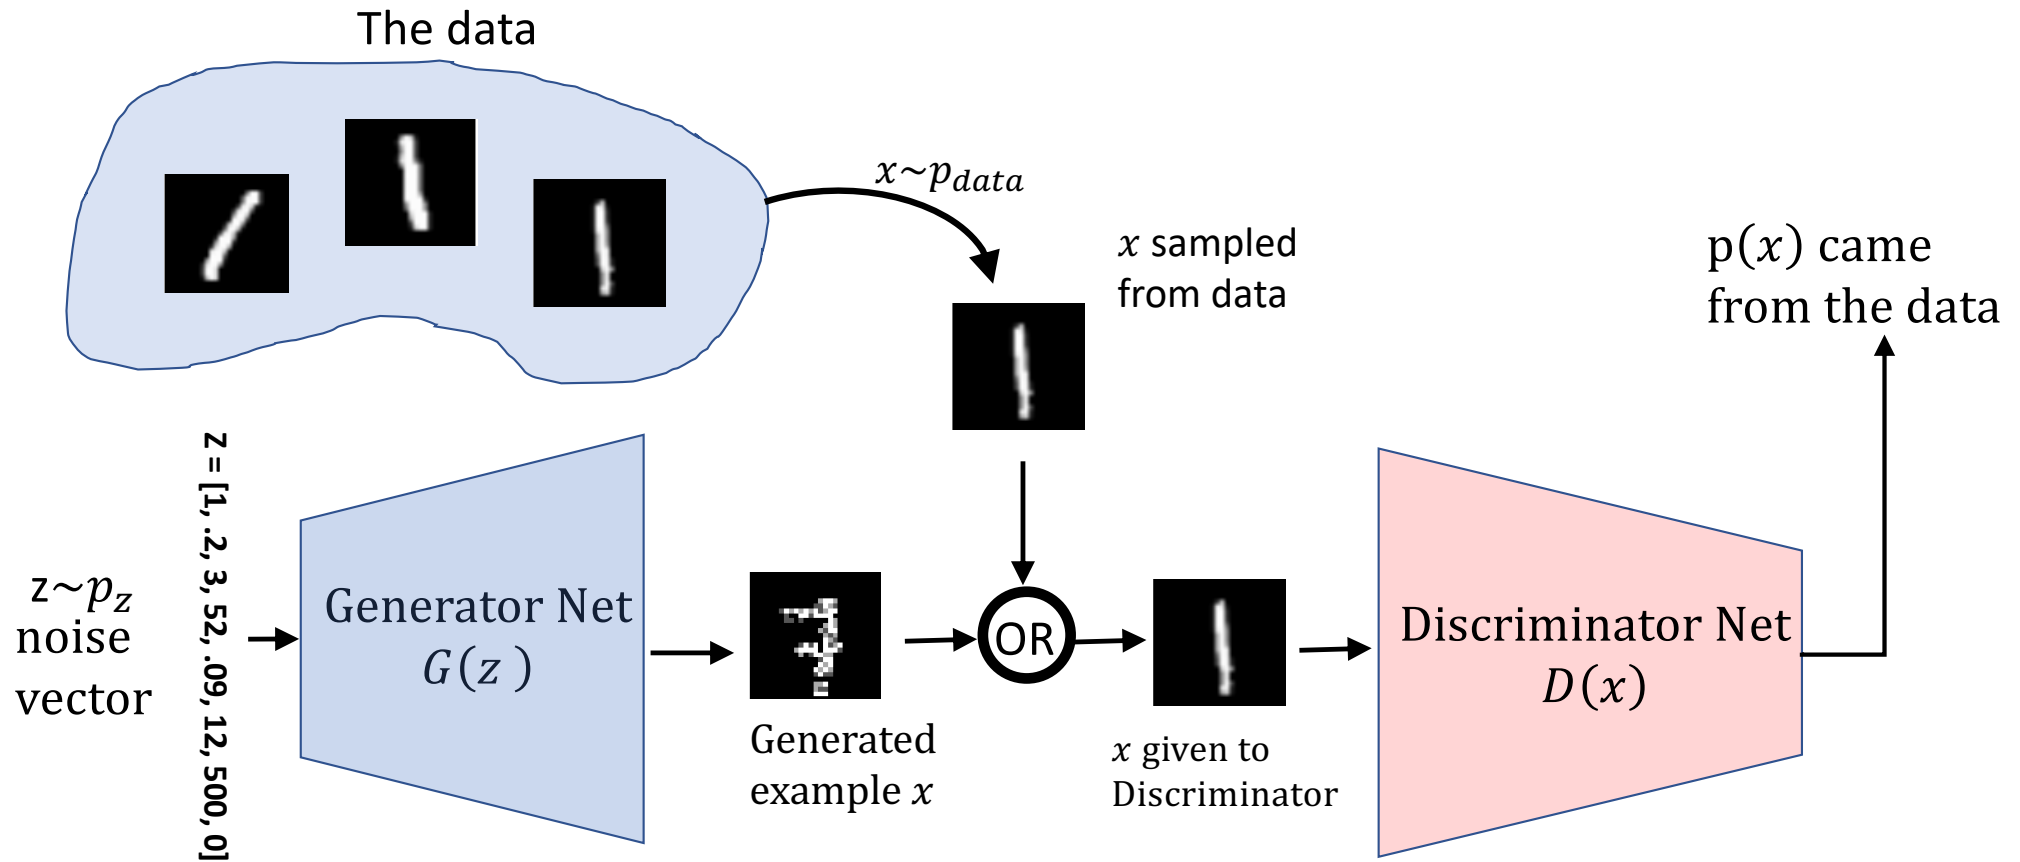 The data
x~p_data
x sampled
from data
p(x) came
from the data
z~p_z
noise
vector
Z = [1, .2, 3, 52, .09, 12, 500, 0]
Generator Net
G(z )
Generated
example x
OR
x given to
Discriminator
Discriminator Net
D(x)